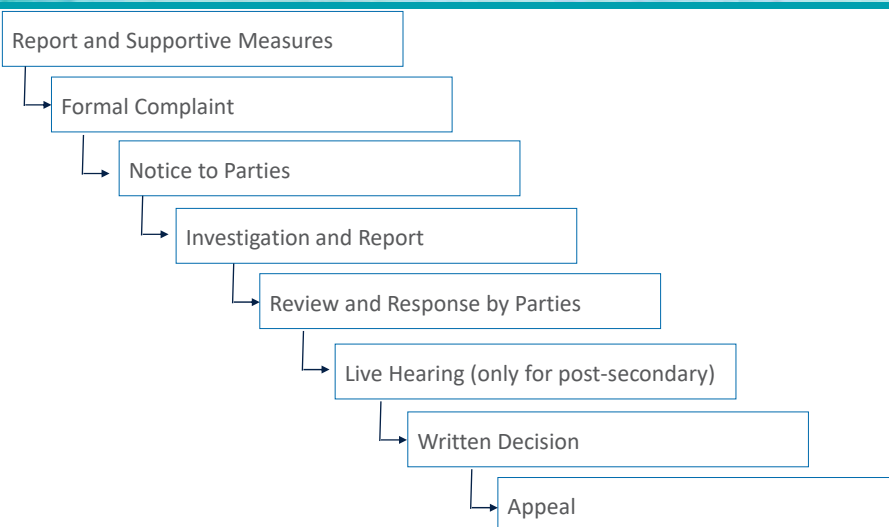 Report and Supportive Measures
Formal Complaint
Notice to Parties
Investigation and Report
Review and Response by Parties
Live Hearing (only for post-secondary)
Written Decision
Appeal